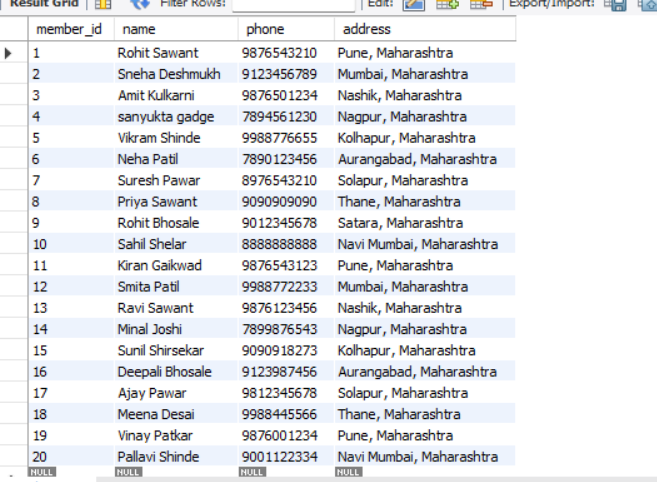 Result Grid Filter Rows: Edit: Export/Import:
member_id name phone address
1 Rohit Sawant 9876543210 Pune, Maharashtra
2 Sneha Deshmukh 9123456789 Mumbai, Maharashtra
3 Amit Kulkarni 9876501234 Nashik, Maharashtra
4 sanyukta gadge 7894561230 Nagpur, Maharashtra
5 Vikram Shinde 9988776655 Kolhapur, Maharashtra
6 Neha Patil 7890123456 Aurangabad, Maharashtra
7 Suresh Pawar 8976543210 Solapur, Maharashtra
8 Priya Sawant 9090909090 Thane, Maharashtra
9 Rohit Bhosale 9012345678 Satara, Maharashtra
10 Sahil Shelar 8888888888 Navi Mumbai, Maharashtra
11 Kiran Gaikwad 9876543123 Pune, Maharashtra
12 Smita Patil 9988772233 Mumbai, Maharashtra
13 Ravi Sawant 9876123456 Nashik, Maharashtra
14 Minal Joshi 7899876543 Nagpur, Maharashtra
15 Sunil Shirsekar 9090918273 Kolhapur, Maharashtra
16 Deepali Bhosale 9123987456 Aurangabad, Maharashtra
17 Ajay Pawar 9812345678 Solapur, Maharashtra
18 Meena Desai 9988445566 Thane, Maharashtra
19 Vinay Patkar 9876001234 Pune, Maharashtra
20 Pallavi Shinde 9001122334 Navi Mumbai, Maharashtra
NULL NULL NULL NULL